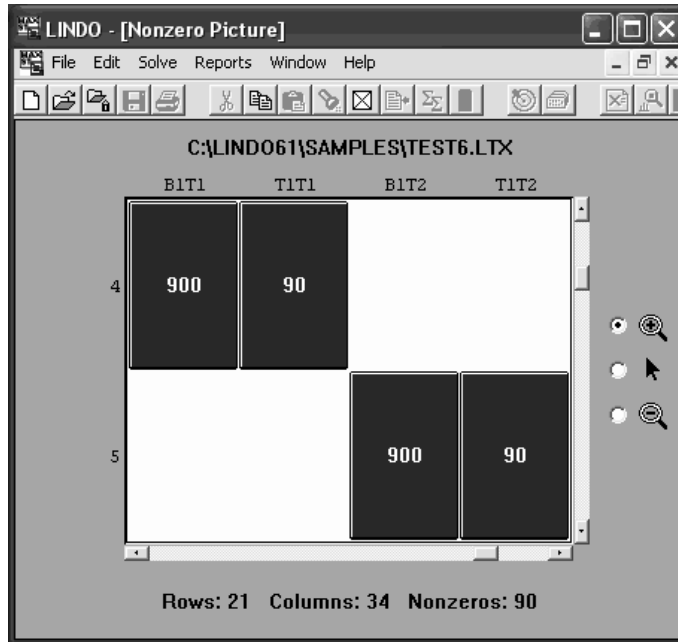 LINDO - [Nonzero Picture]
File Edit Solve Reports Window Help
C:\LINDO61\SAMPLES\TEST6.LTX
B1T1 T1T1 B1T2 T1T2
4 900 90
5 900 90
Rows: 21 Columns: 34 Nonzeros: 90